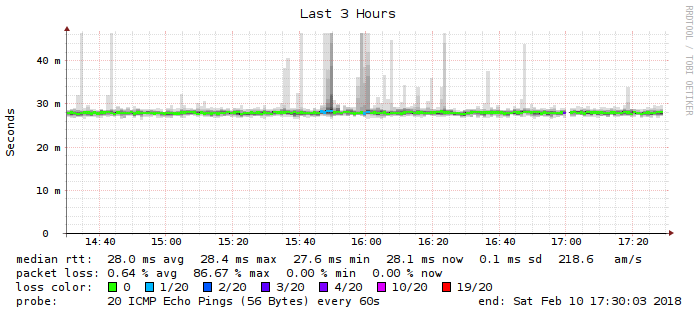 Last 3 Hours
RRDTOOL / TOBI OETIKER
Seconds
40 m
30 m
20 m
10 m
0
14:40 15:00 15:20 15:40 16:00 16:20 16:40 17:00 17:20
median rtt: 28.0 ms avg 28.4 ms max 27.6 ms min 28.1 ms now 0.1 ms sd 218.6 am/s
packet loss: 0.64 % avg 86.67 % max 0.00 % min 0.00 % now
loss color: 0 1/20 2/20 3/20 4/20 10/20 19/20
probe: 20 ICMP Echo Pings (56 Bytes) every 60s end: Sat Feb 10 17:30:03 2018